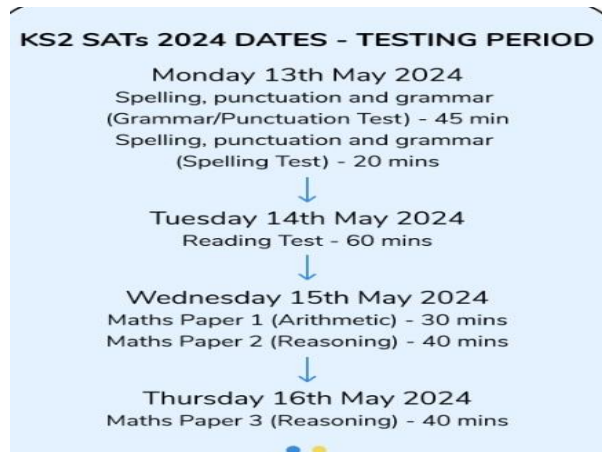 KS2 SATs 2024 DATES - TESTING PERIOD
Monday 13th May 2024
Spelling, punctuation and grammar
(Grammar/Punctuation Test) - 45 min
Spelling, punctuation and grammar
(Spelling Test) - 20 mins
Tuesday 14th May 2024
Reading Test - 60 mins
Wednesday 15th May 2024
Maths Paper 1 (Arithmetic) - 30 mins
Maths Paper 2 (Reasoning) - 40 mins
Thursday 16th May 2024
Maths Paper 3 (Reasoning) - 40 mins